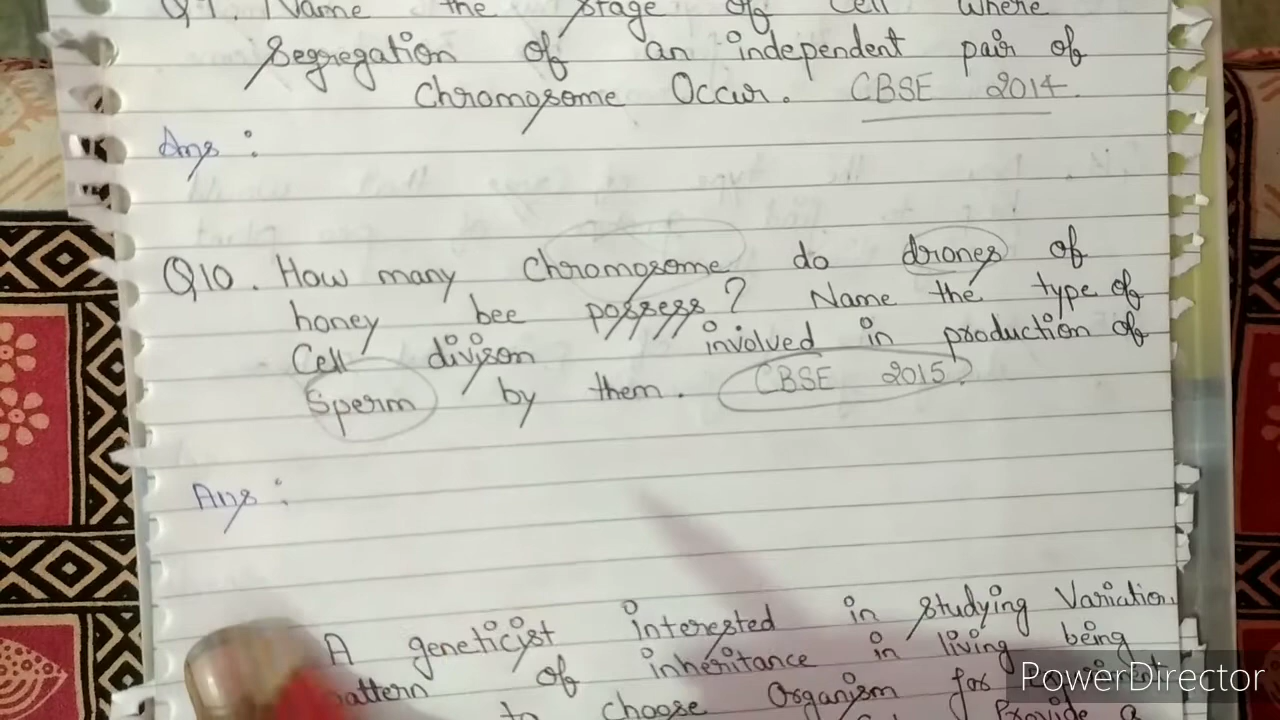 Q9. Name the stage of cell where
segregation of an independent pair of
Chromosome Occur. CBSE 2014.
Ans :
Q10. How many Chromosome do drones of
honey bee possess? Name the type of
Cell divison involved in production of
Sperm by them. CBSE 2015.
Ans :
A geneticist interested in studying Variation
pattern of inheritance in living being
to choose Organism for
Provide a
PowerDirector